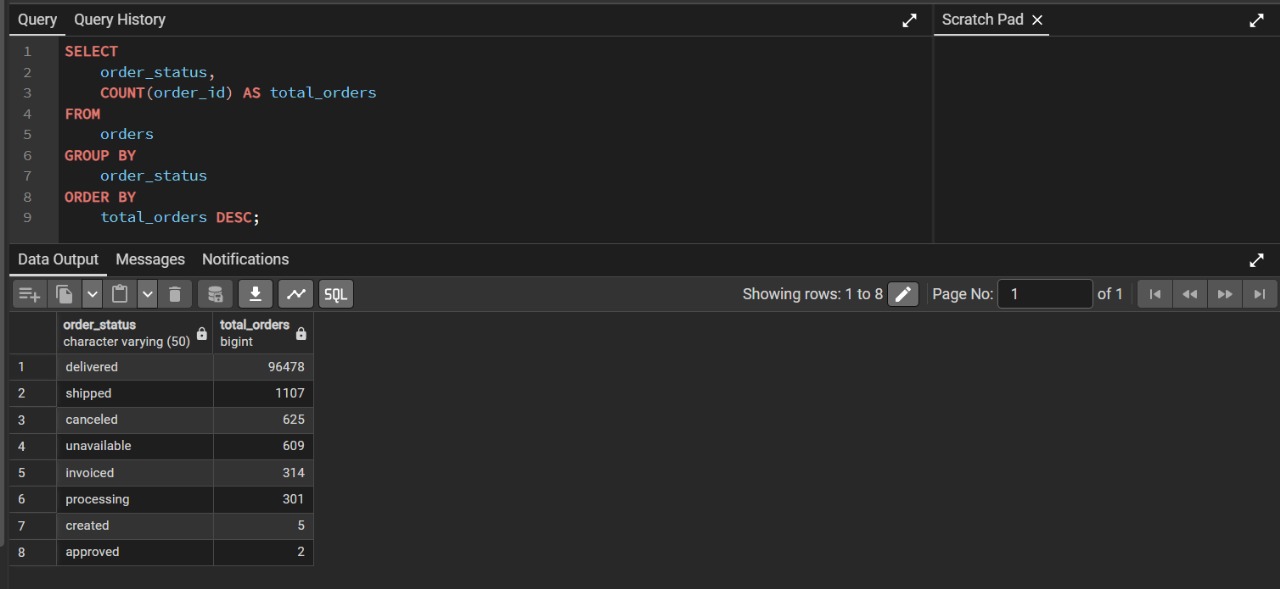 Query Query History
Scratch Pad
1 SELECT
2 order_status,
3 COUNT(order_id) AS total_orders
4 FROM
5 orders
6 GROUP BY
7 order_status
8 ORDER BY
9 total_orders DESC;
Data Output Messages Notifications
SQL Showing rows: 1 to 8 Page No: 1 of 1
order_status total_orders
character varying (50) bigint
1 delivered 96478
2 shipped 1107
3 canceled 625
4 unavailable 609
5 invoiced 314
6 processing 301
7 created 5
8 approved 2